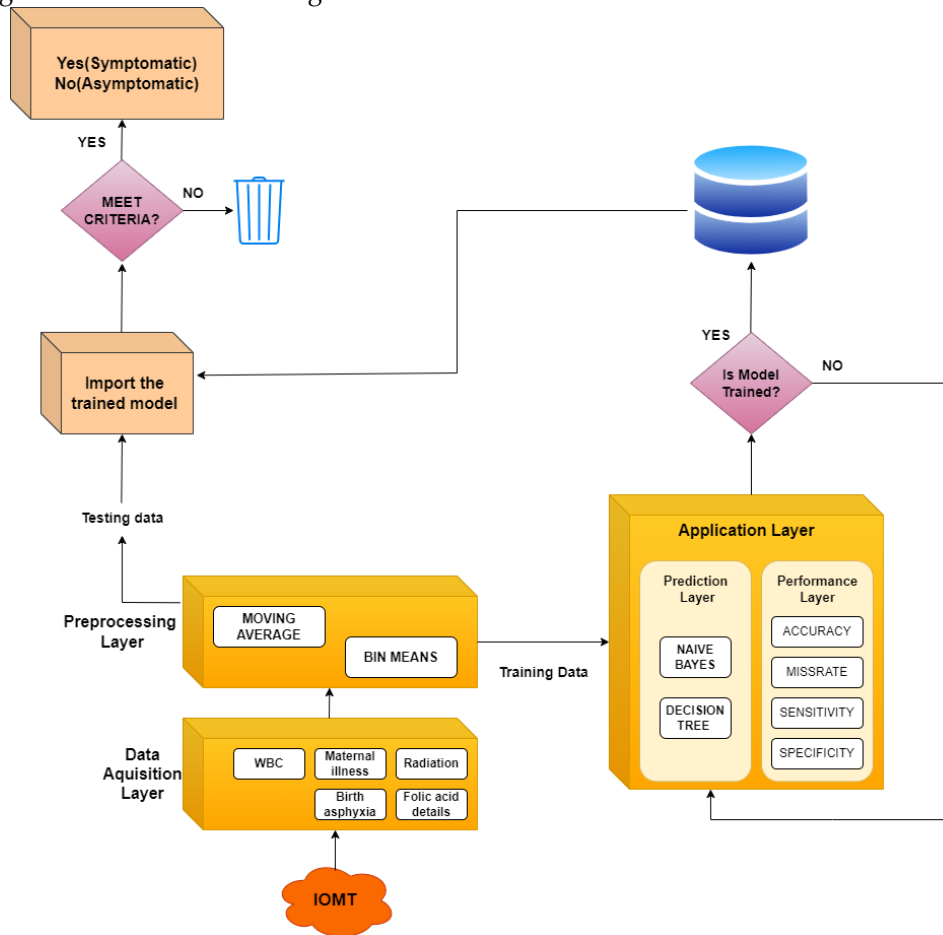 Yes(Symptomatic)
No(Asymptomatic)
YES
MEET
CRITERIA?
NO
Import the
trained model
Testing data
YES
Is Model
Trained?
NO
Application Layer
Prediction
Layer
NAIVE
BAYES
DECISION
TREE
Performance
Layer
ACCURACY
MISSRATE
SENSITIVITY
SPECIFICITY
Preprocessing
Layer
MOVING
AVERAGE
BIN MEANS
Training Data
Data
Aquisition
Layer
WBC
Maternal
illness
Radiation
Birth
asphyxia
Folic acid
details
IOMT